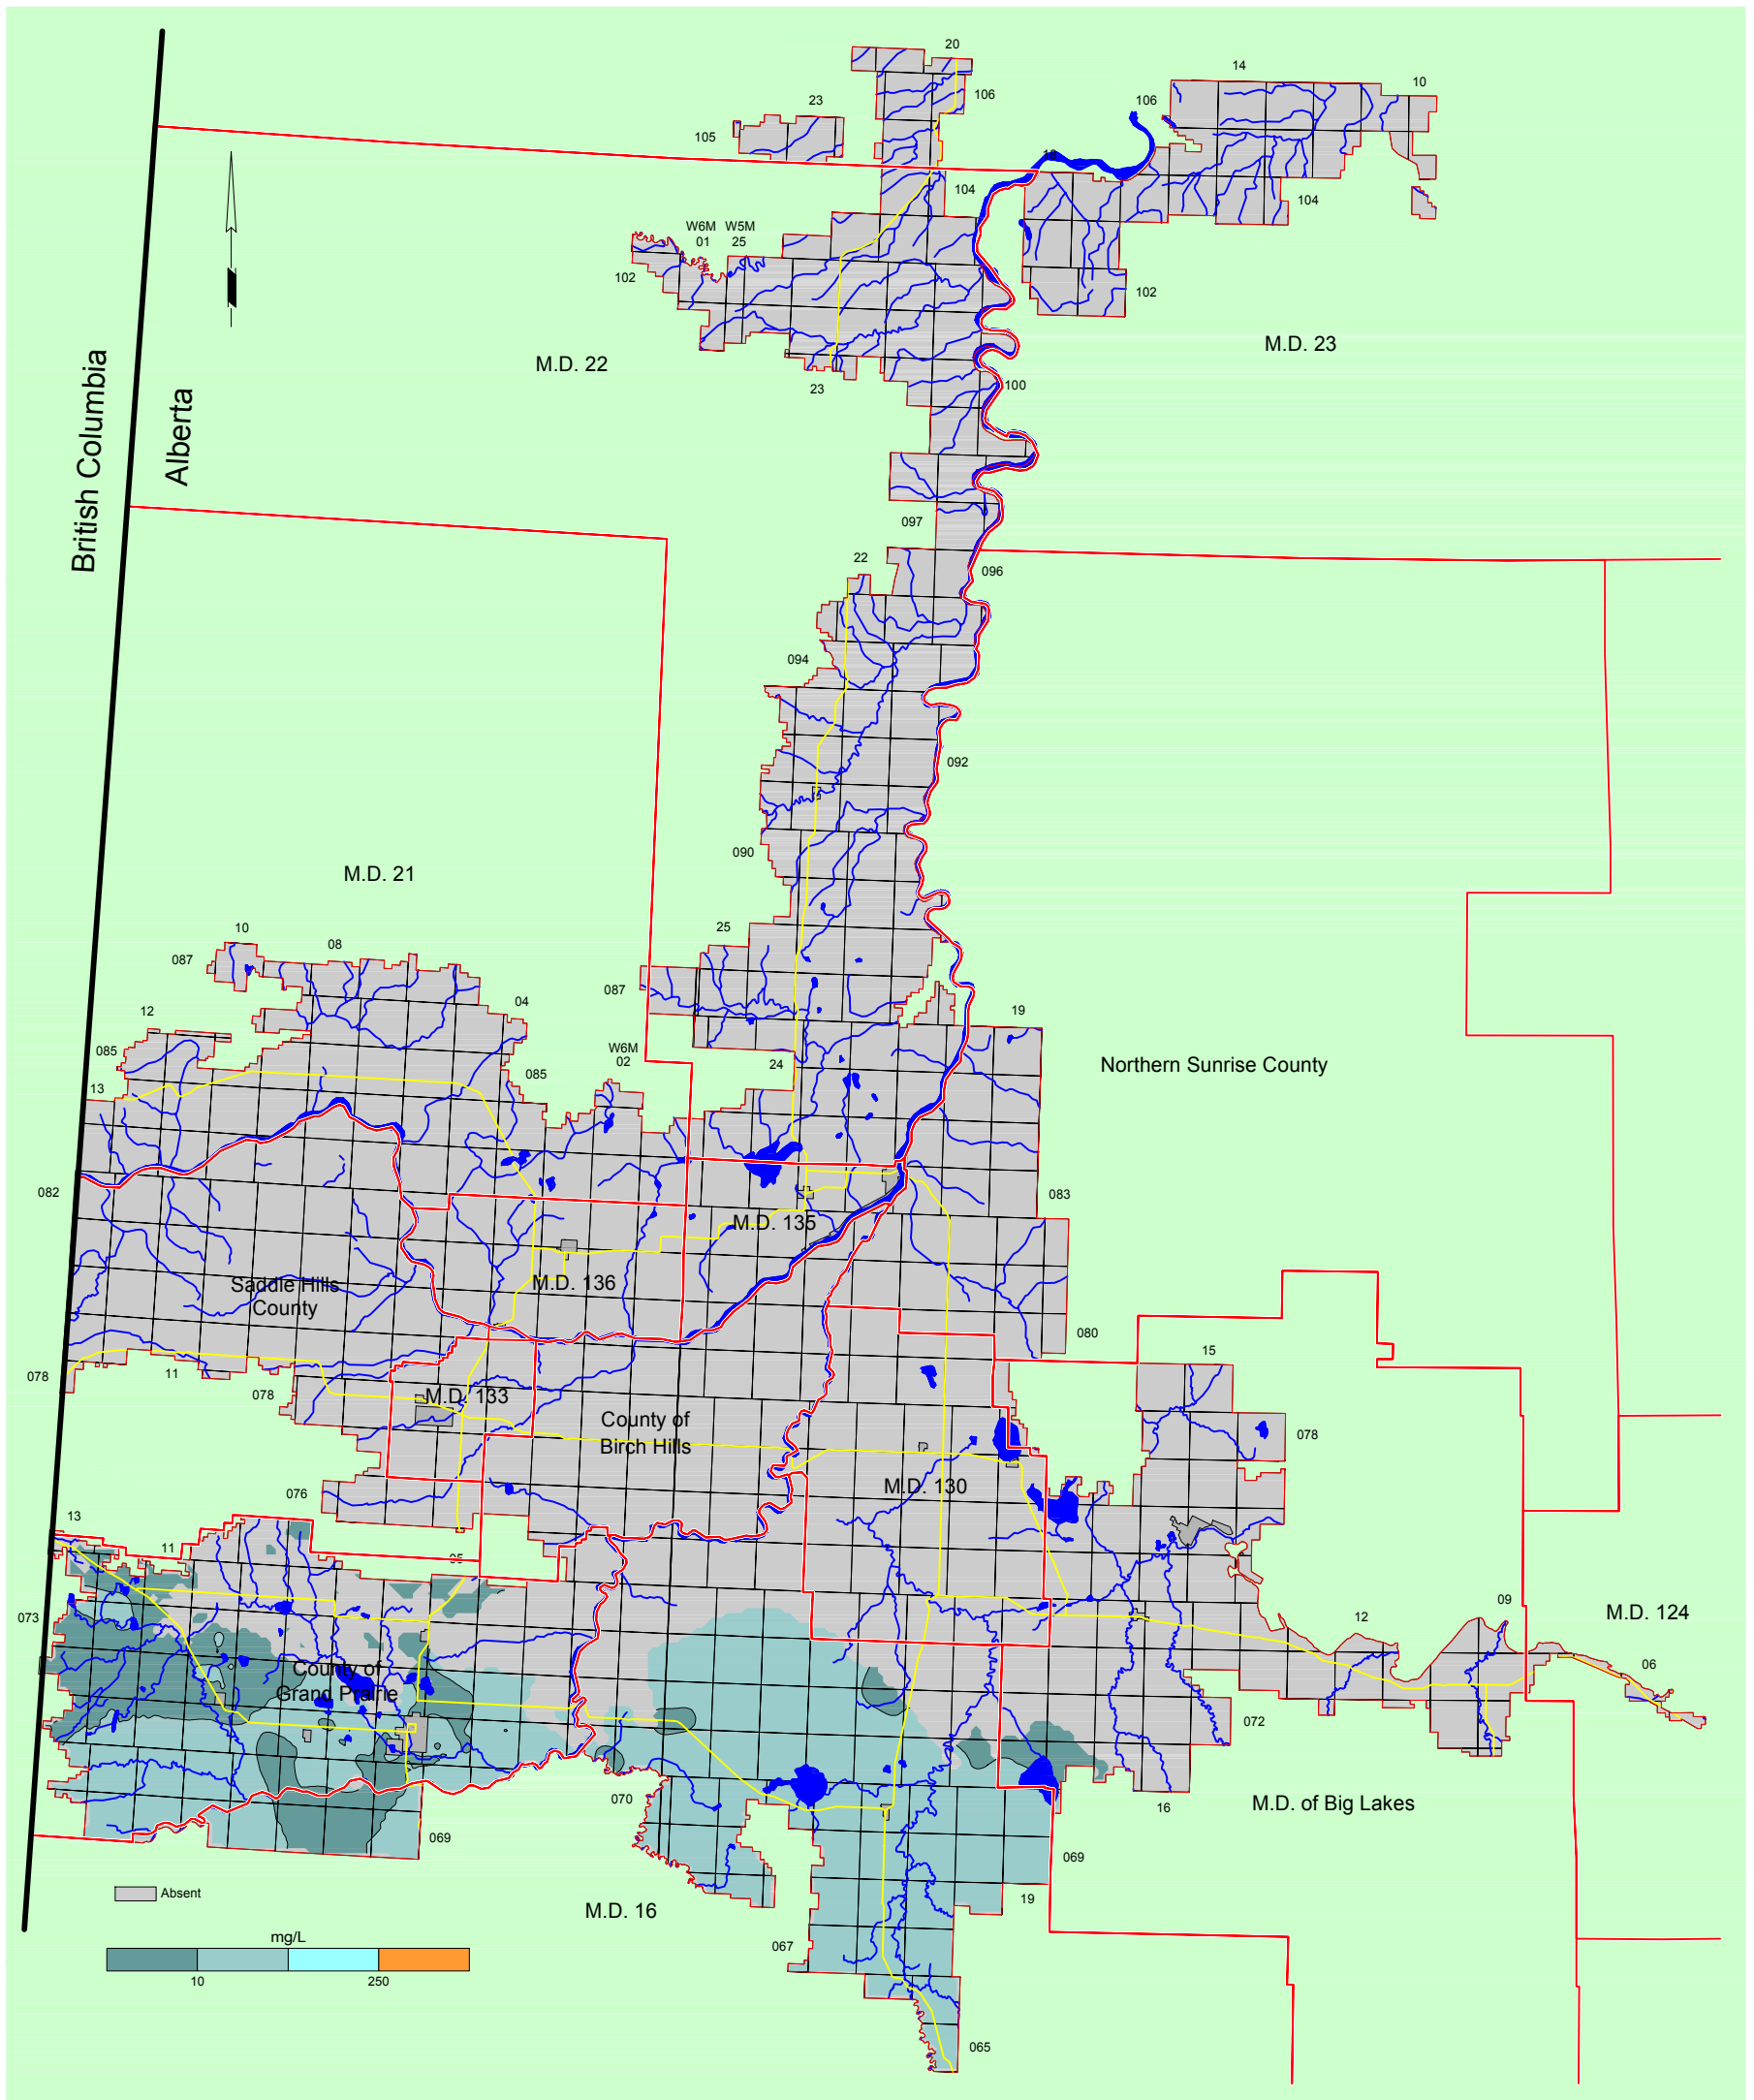 20
14
10
106
23
106
105
18
104
104
W6M W5M
01 25
102
102
M.D. 23
British Columbia
Alberta
M.D. 22
23
100
097
22
096
094
092
090
M.D. 21
10
08
25
087
087
04
12
19
W6M
02
24
085
085
13
Northern Sunrise County
082
083
M.D. 135
Saddle Hills
County
M.D. 136
080
15
078
11
078
M.D. 133
County of
Birch Hills
078
076
M.D. 130
13
11
05
073
12
09
M.D. 124
06
County of
Grand Prairie
072
070
16
M.D. of Big Lakes
069
069
Absent
19
M.D. 16
mg/L
067
10
250
065